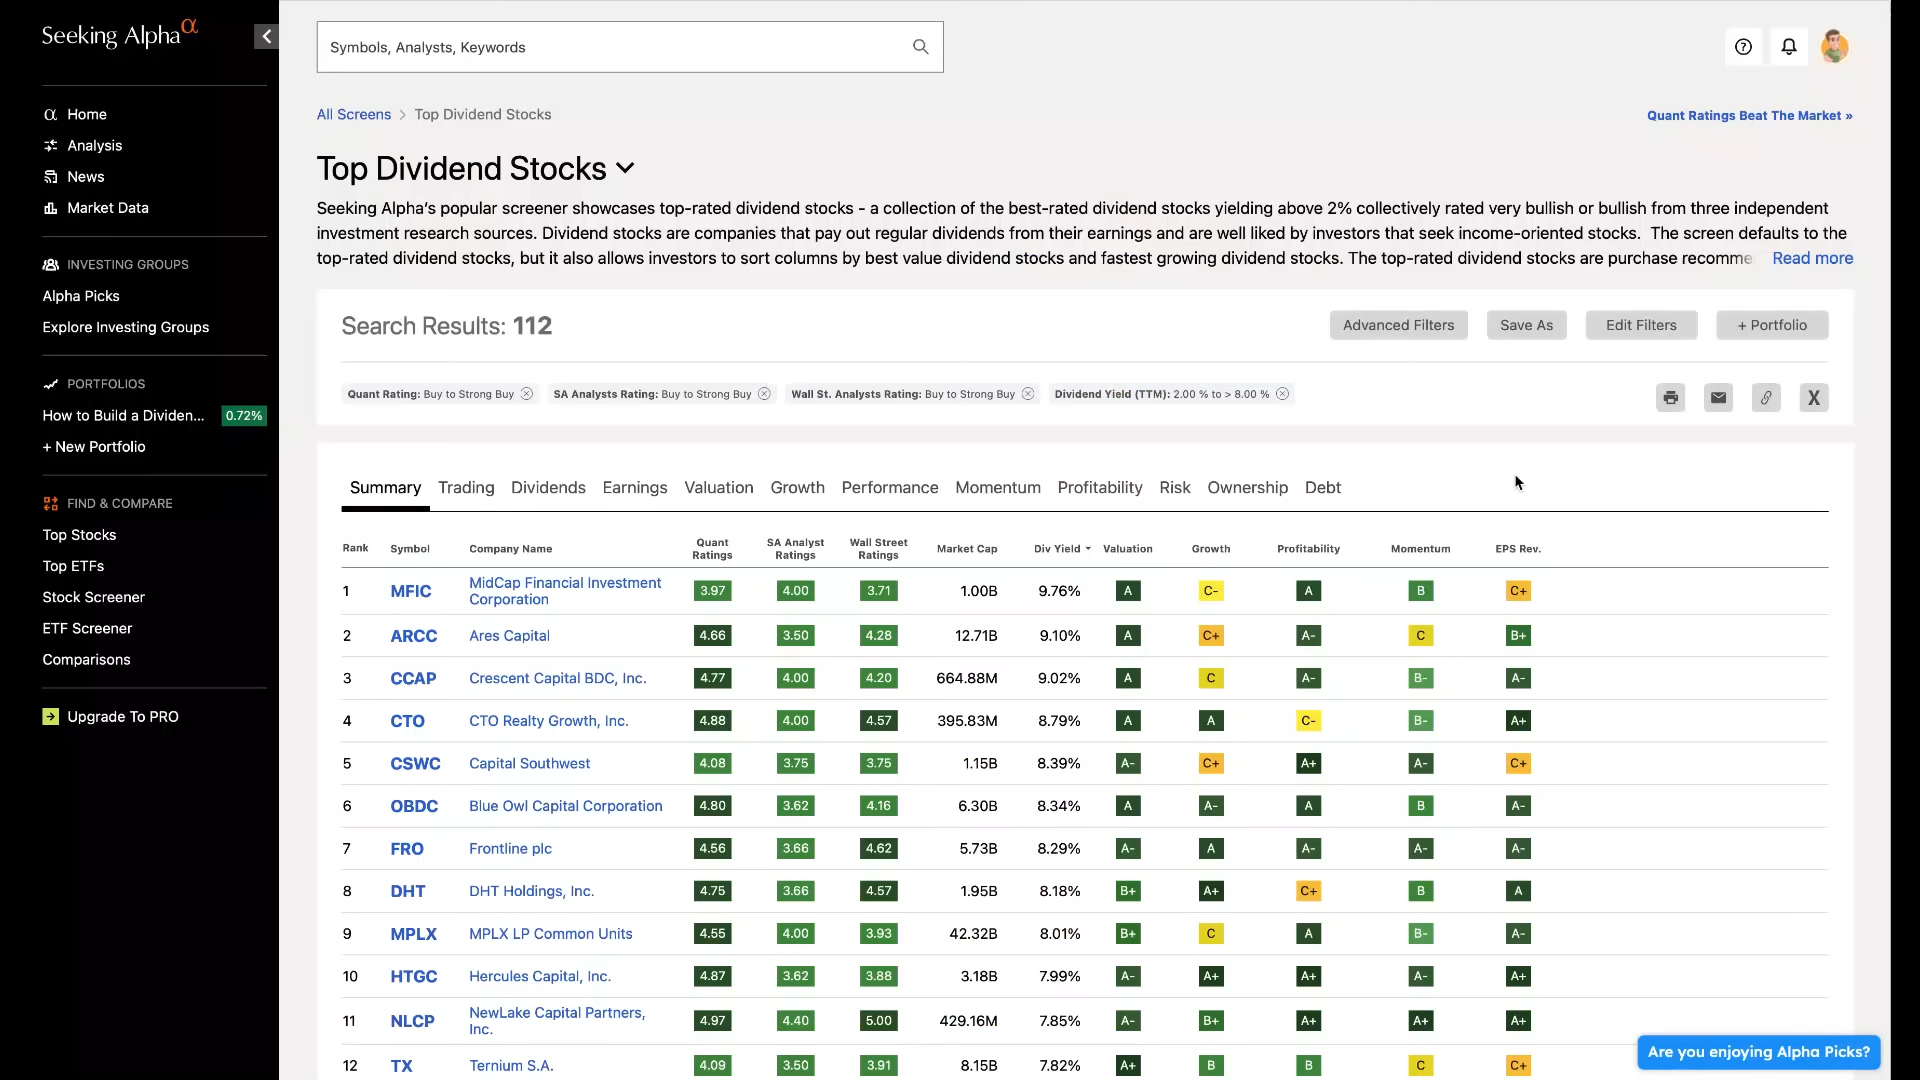 Seeking Alpha α
Home
Analysis
News
Market Data
INVESTING GROUPS
Alpha Picks
Explore Investing Groups
PORTFOLIOS
How to Build a Dividen... 0.72%
+ New Portfolio
FIND & COMPARE
Top Stocks
Top ETFs
Stock Screener
ETF Screener
Comparisons
Upgrade To PRO
Symbols, Analysts, Keywords
All Screens > Top Dividend Stocks
Quant Ratings Beat The Market »
Top Dividend Stocks
Seeking Alpha's popular screener showcases top-rated dividend stocks - a collection of the best-rated dividend stocks yielding above 2% collectively rated very bullish or bullish from three independent
investment research sources. Dividend stocks are companies that pay out regular dividends from their earnings and are well liked by investors that seek income-oriented stocks. The screen defaults to the
top-rated dividend stocks, but it also allows investors to sort columns by best value dividend stocks and fastest growing dividend stocks. The top-rated dividend stocks are purchase recomme Read more
Search Results: 112
Advanced Filters Save As Edit Filters + Portfolio
Quant Rating: Buy to Strong Buy SA Analysts Rating: Buy to Strong Buy Wall St. Analysts Rating: Buy to Strong Buy Dividend Yield (TTM): 2.00 % to > 8.00 % X
Summary Trading Dividends Earnings Valuation Growth Performance Momentum Profitability Risk Ownership Debt
Rank Symbol Company Name Quant Ratings SA Analyst Ratings Wall Street Ratings Market Cap Div Yield Valuation Growth Profitability Momentum EPS Rev.
1 MFIC MidCap Financial Investment Corporation 3.97 4.00 3.71 1.00B 9.76% A C- A B C+
2 ARCC Ares Capital 4.66 3.50 4.28 12.71B 9.10% A C+ A- C B+
3 CCAP Crescent Capital BDC, Inc. 4.77 4.00 4.20 664.88M 9.02% A C A- B- A-
4 CTO CTO Realty Growth, Inc. 4.88 4.00 4.57 395.83M 8.79% A A C- B- A+
5 CSWC Capital Southwest 4.08 3.75 3.75 1.15B 8.39% A- C+ A+ A- C+
6 OBDC Blue Owl Capital Corporation 4.80 3.62 4.16 6.30B 8.34% A A- A B A-
7 FRO Frontline plc 4.56 3.66 4.62 5.73B 8.29% A- A A- A- A-
8 DHT DHT Holdings, Inc. 4.75 3.66 4.57 1.95B 8.18% B+ A+ C+ B A
9 MPLX MPLX LP Common Units 4.55 4.00 3.93 42.32B 8.01% B+ C A B- A-
10 HTGC Hercules Capital, Inc. 4.87 3.62 3.88 3.18B 7.99% A- A+ A+ A- A+
11 NLCP NewLake Capital Partners, Inc. 4.97 4.40 5.00 429.16M 7.85% A- B+ A+ A+ A+
12 TX Ternium S.A. 4.09 3.50 3.91 8.15B 7.82% A+ B B C C+
Are you enjoying Alpha Picks?